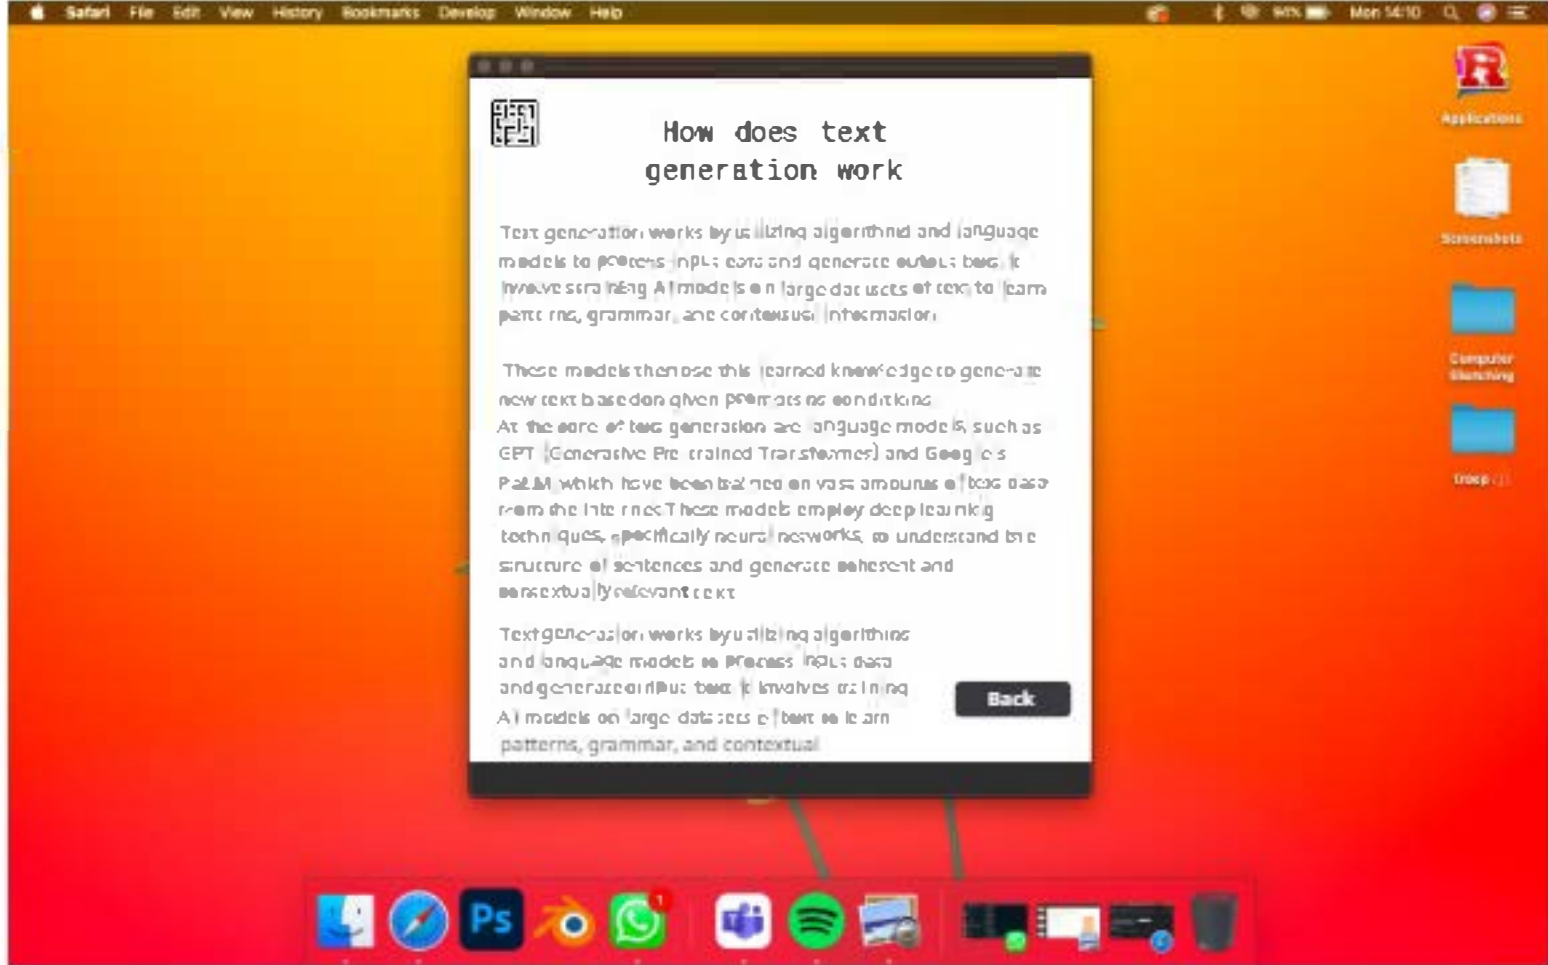 Safari File Edit View History Bookmarks Develop Window Help
94% Mon 14:10
How does text
generation work
Text generation works by utilizing and language
models to process input and generate output text. It
AI models on large datasets of text to learn
patterns, grammar, and contextual information
These models then use this learned knowledge to generate
new text based on given prompts conditions
At the core of text generation are language models, such as
GPT (Generative Pre-trained Transformer) and Google's
PaLM, which have been trained on vast amounts of text data
from the These models employ deep learning
techniques, specifically neural networks, to understand the
structure of sentences and generate coherent and
contextually relevant text
Text generation works by utilizing algorithms
and language models to process input data
and generate output text. It involves training
AI models on large datasets of text to learn
patterns, grammar, and contextual
Back
Applications
Screenshots
Computer
Sketching
Ps
1